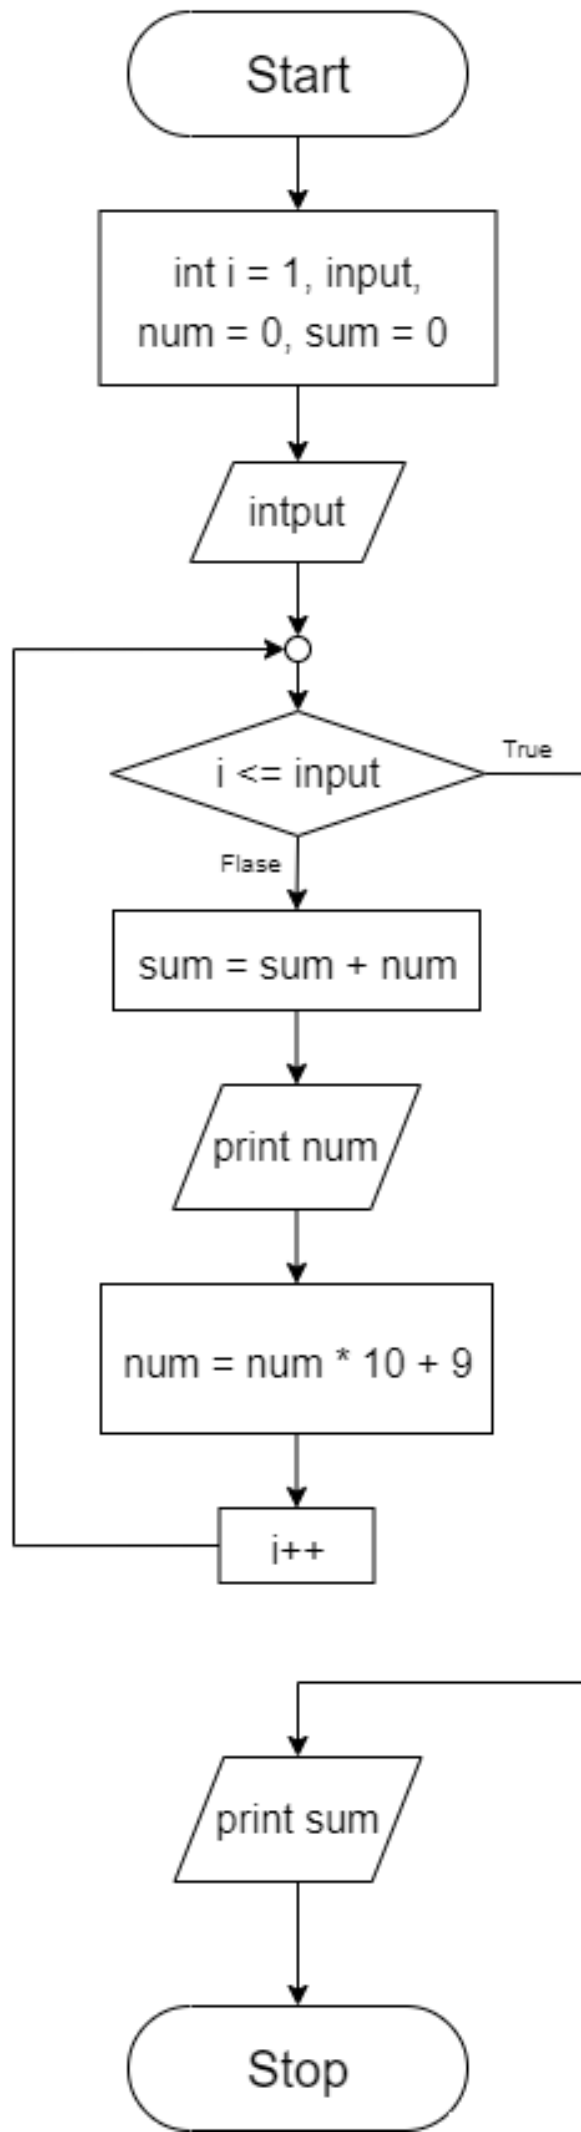 Start
int i = 1, input,
num = 0, sum = 0
intput
i <= input
True
Flase
sum = sum + num
print num
num = num * 10 + 9
i++
print sum
Stop